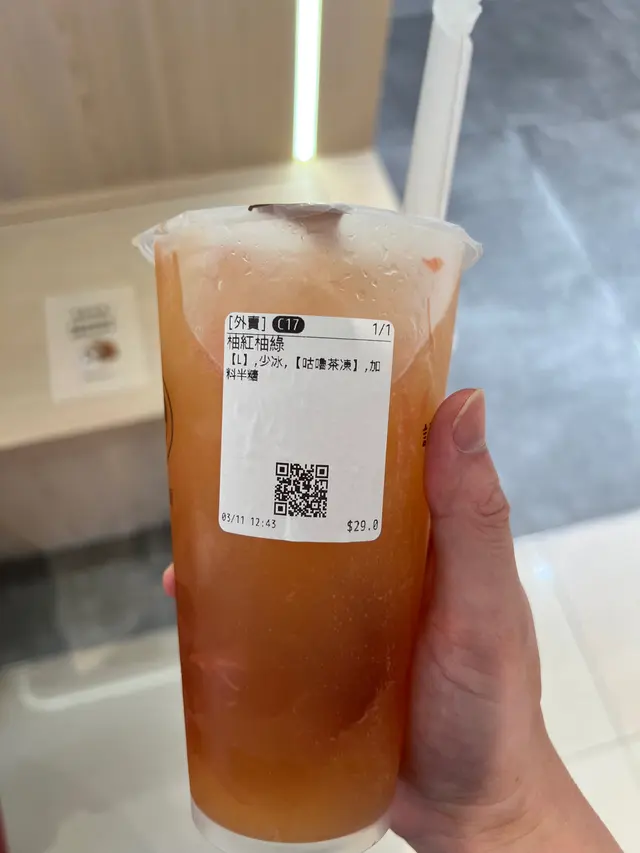 [外賣] C17 1/1
柚紅柚綠
【L】,少冰,【咕嚕茶凍】,加
料半糖
03/11 12:43 $29.0